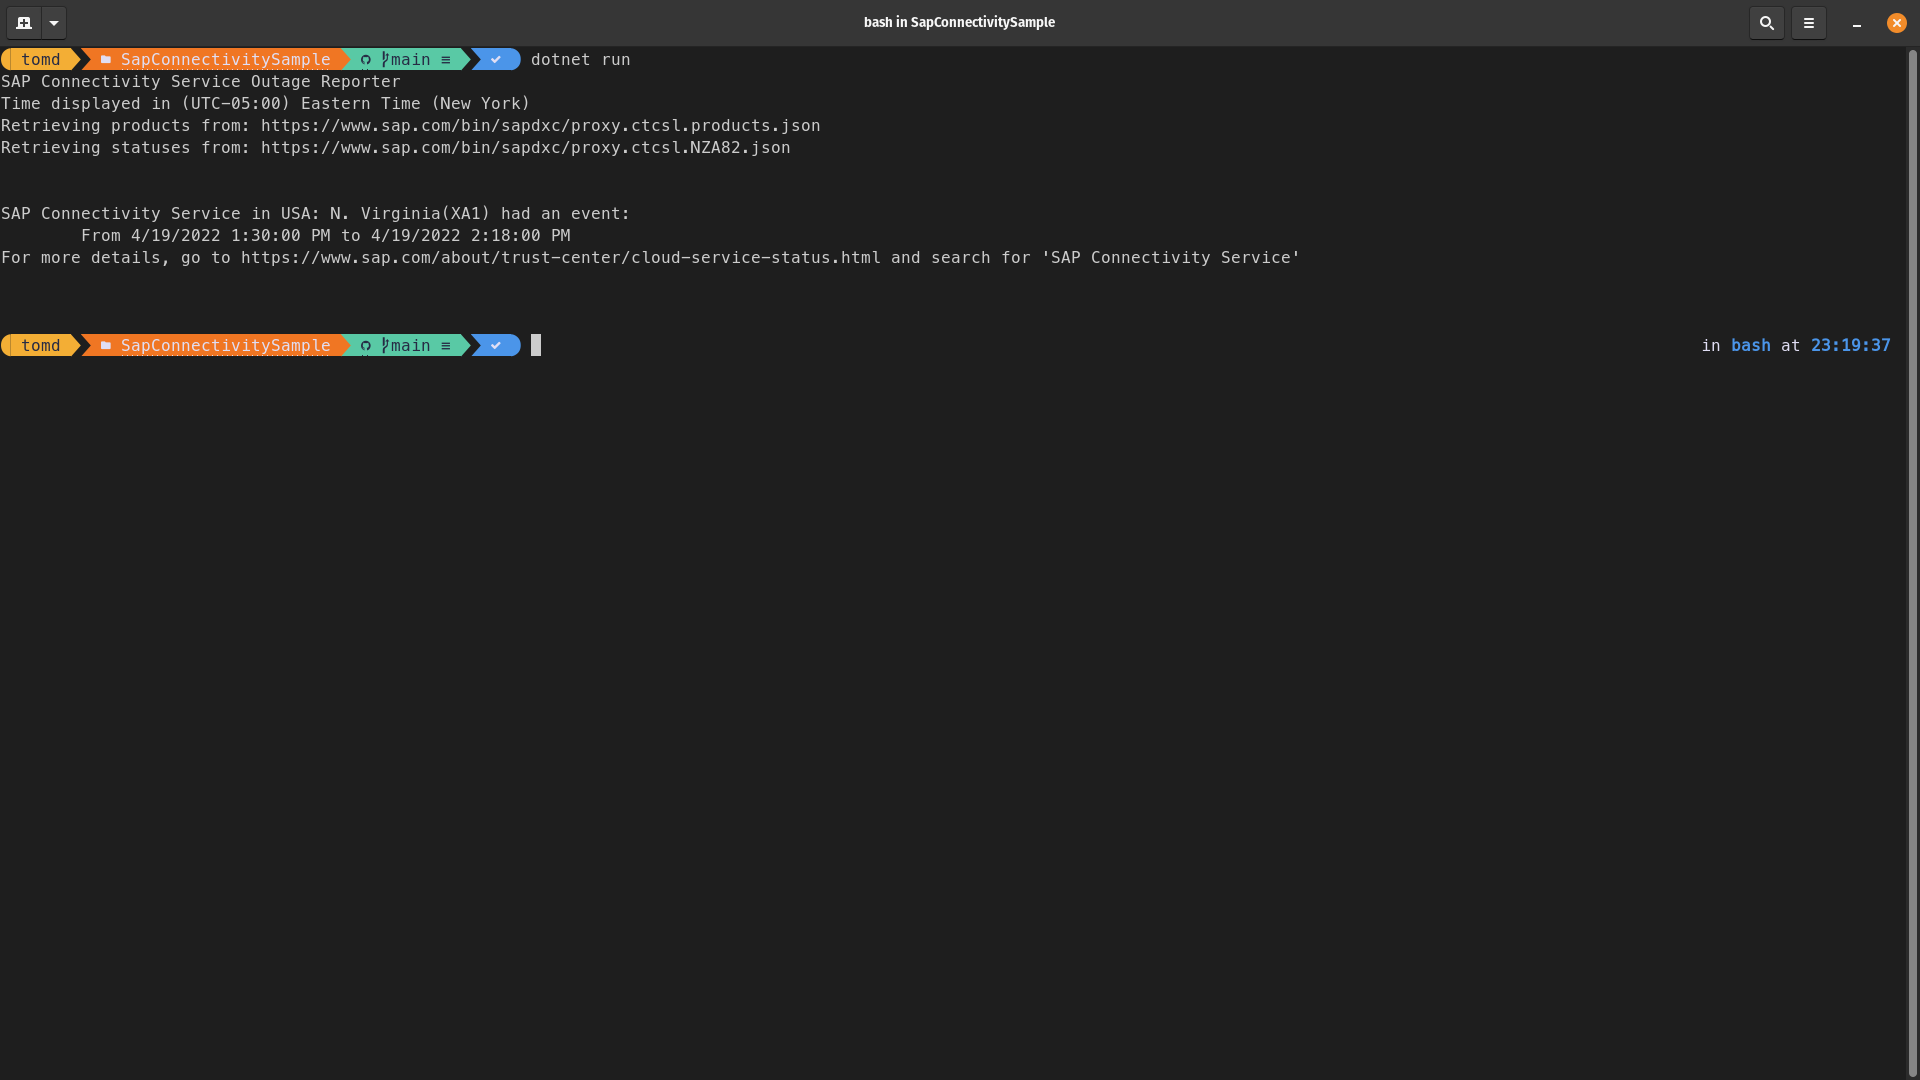 bash in SapConnectivitySample
tomd SapConnectivitySample main ≡ dotnet run
SAP Connectivity Service Outage Reporter
Time displayed in (UTC-05:00) Eastern Time (New York)
Retrieving products from: https://www.sap.com/bin/sapdxc/proxy.ctcsl.products.json
Retrieving statuses from: https://www.sap.com/bin/sapdxc/proxy.ctcsl.NZA82.json
SAP Connectivity Service in USA: N. Virginia(XA1) had an event:
From 4/19/2022 1:30:00 PM to 4/19/2022 2:18:00 PM
For more details, go to https://www.sap.com/about/trust-center/cloud-service-status.html and search for 'SAP Connectivity Service'
tomd SapConnectivitySample main ≡ in bash at 23:19:37